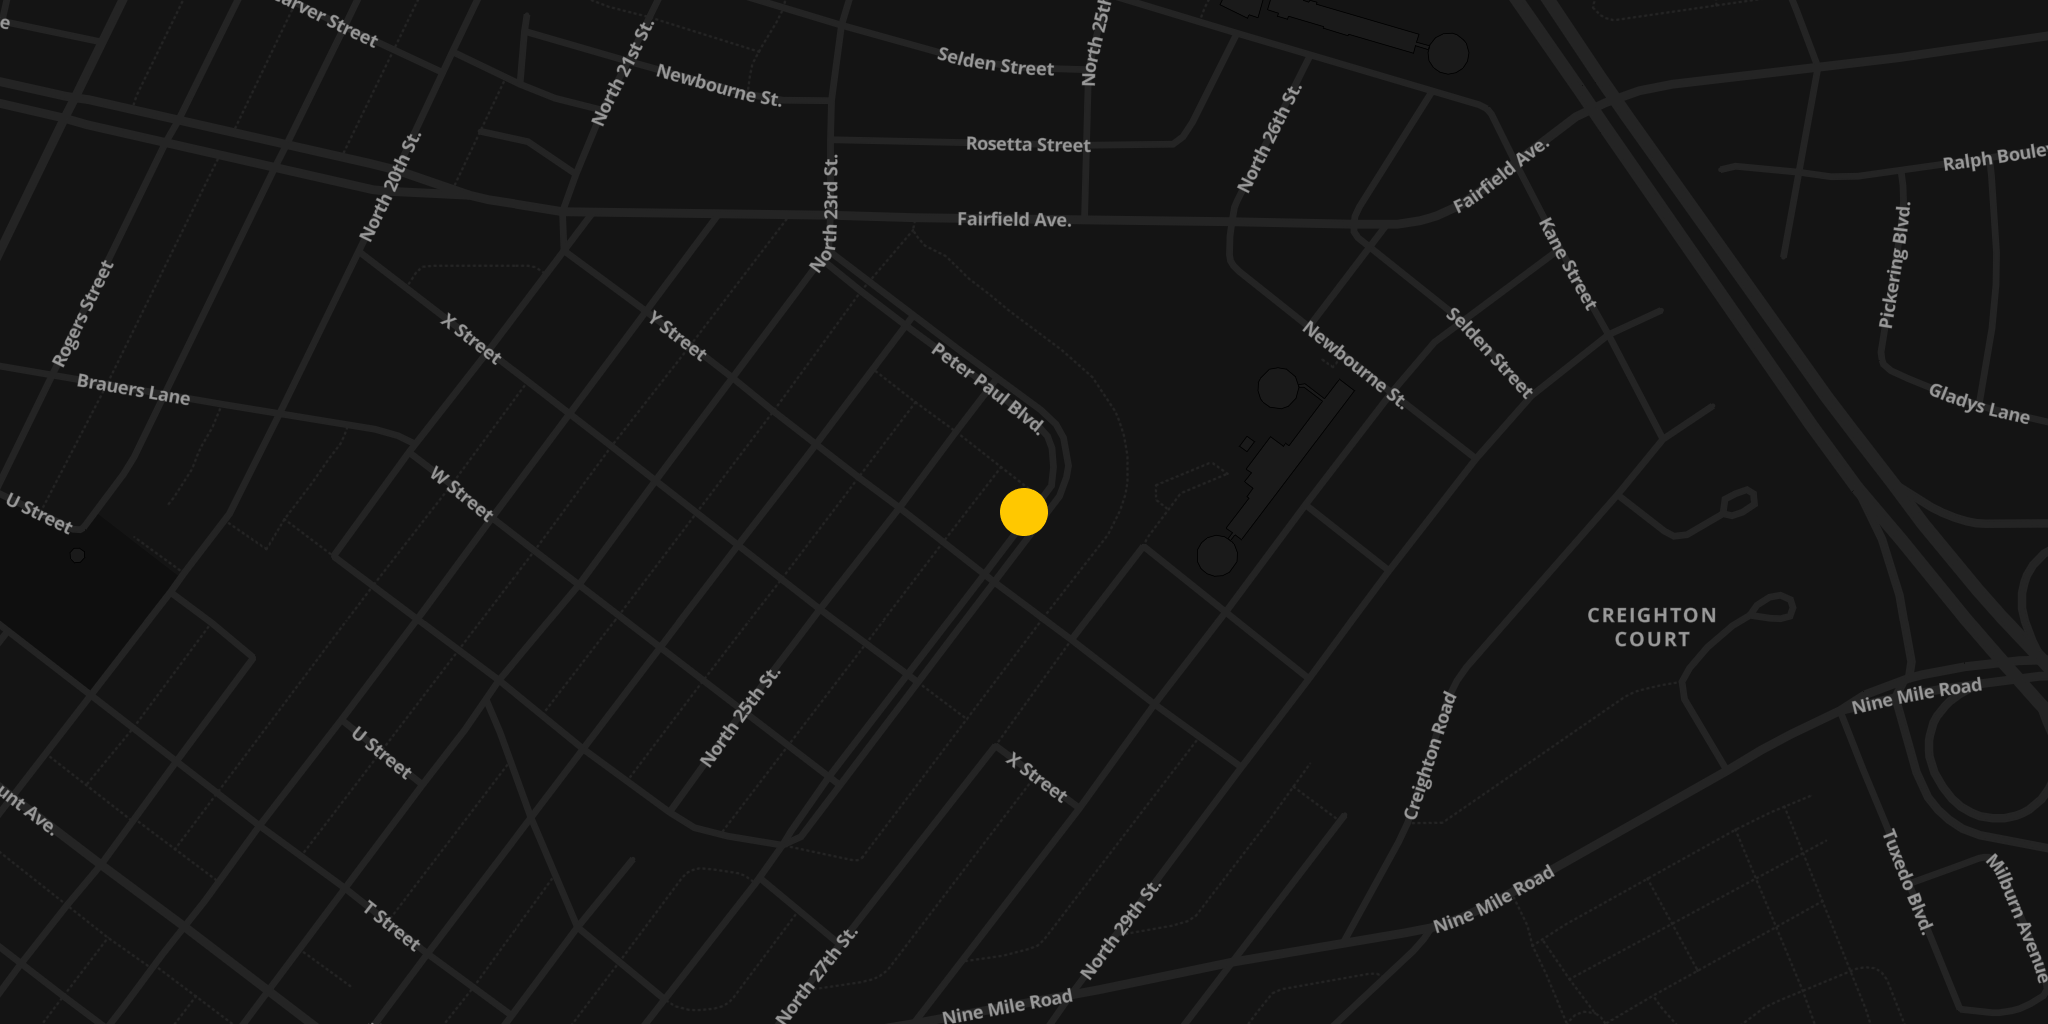 arver Street
North 21st St.
Newbourne St.
Selden Street
North 25th
Rosetta Street
North 20th St.
North 23rd St.
North 26th St.
Fairfield Ave.
Fairfield Ave.
Kane Street
Ralph Boulev
Pickering Blvd.
Gladys Lane
Rogers Street
X Street
Y Street
Peter Paul Blvd.
Newbourne St.
Selden Street
Brauers Lane
W Street
U Street
CREIGHTON
COURT
Nine Mile Road
North 25th St.
U Street
X Street
Creighton Road
unt Ave.
T Street
North 27th St.
North 29th St.
Nine Mile Road
Nine Mile Road
Tuxedo Blvd.
Milburn Avenue